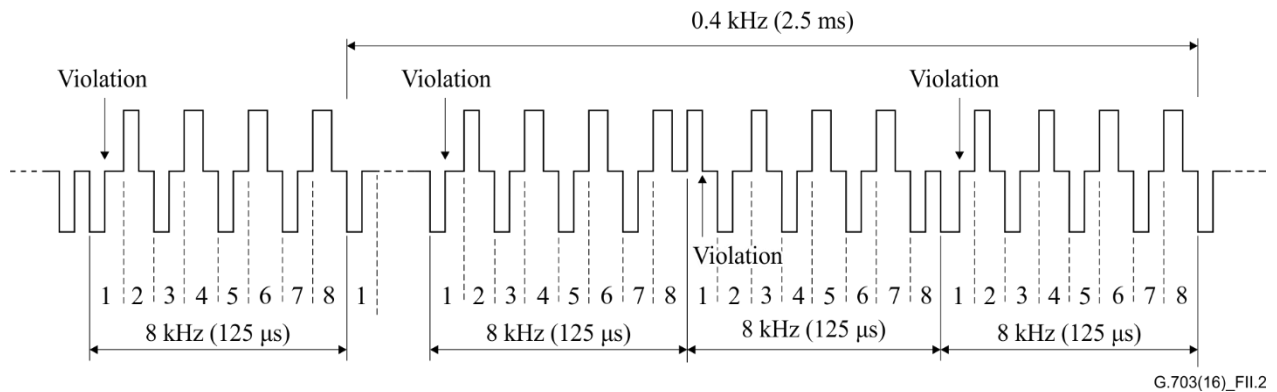 0.4 kHz (2.5 ms)
Violation
Violation
Violation
Violation
1 2 3 4 5 6 7 8 1
1 2 3 4 5 6 7 8
1 2 3 4 5 6 7 8
1 2 3 4 5 6 7 8
8 kHz (125 μs)
8 kHz (125 μs)
8 kHz (125 μs)
8 kHz (125 μs)
G.703(16)_FII.2